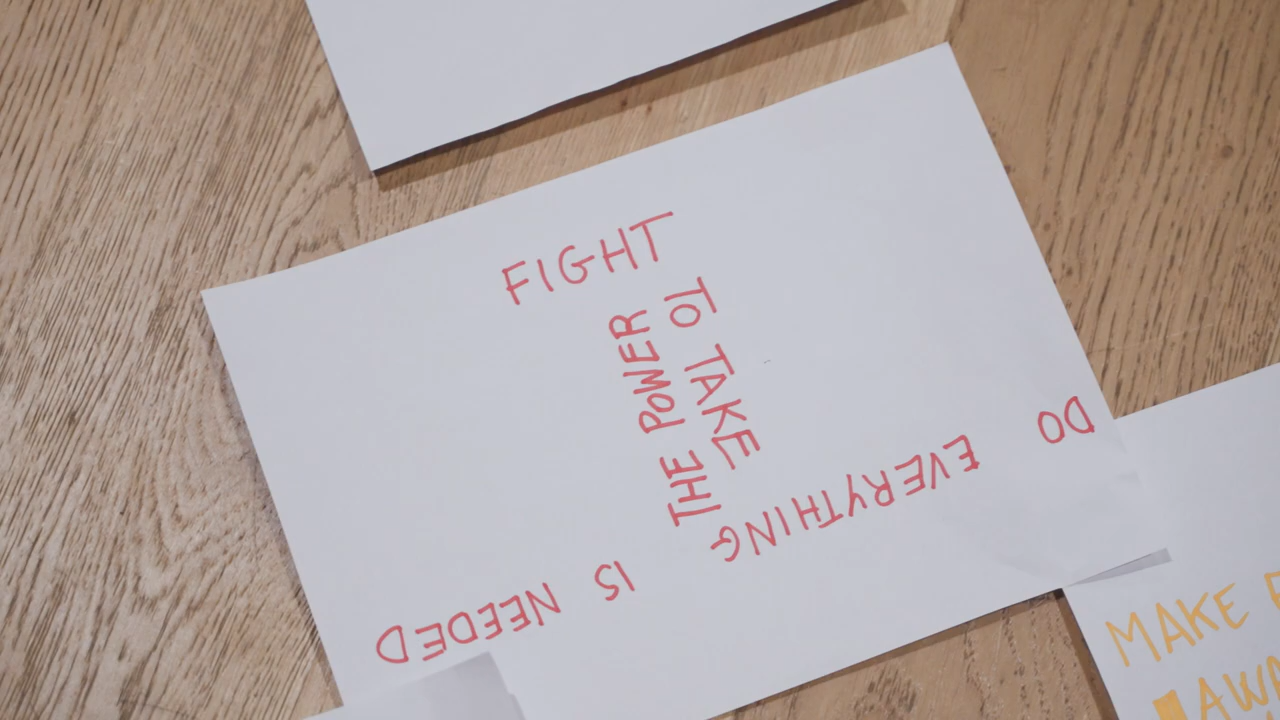 FIGHT
TO TAKE
THE POWER
DO EVERYTHING IS NEEDED
MAKE